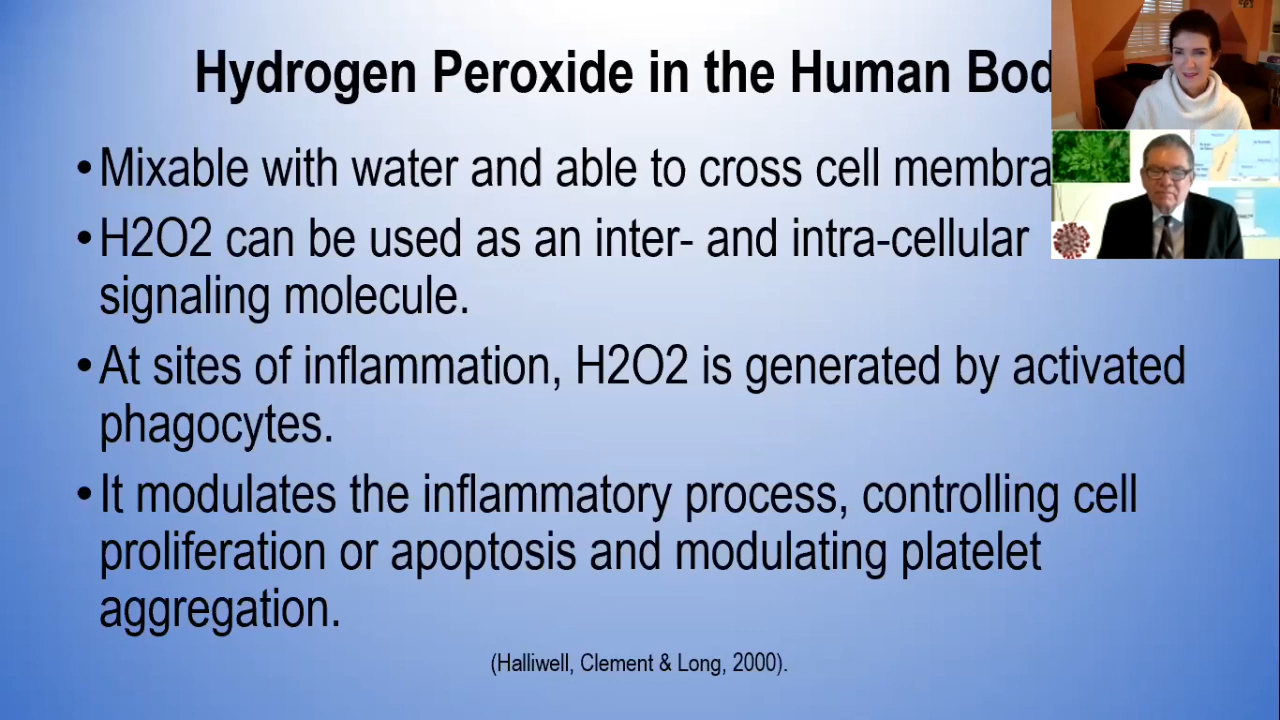 Hydrogen Peroxide in the Human Bod
•Mixable with water and able to cross cell membra
•H2O2 can be used as an inter- and intra-cellular
signaling molecule.
•At sites of inflammation, H2O2 is generated by activated
phagocytes.
•It modulates the inflammatory process, controlling cell
proliferation or apoptosis and modulating platelet
aggregation.
(Halliwell, Clement & Long, 2000).